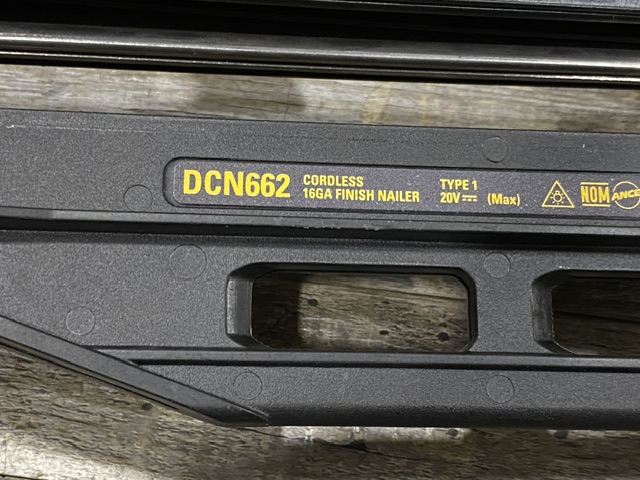 DCN662
CORDLESS
16GA FINISH NAILER
TYPE 1
20V⎓ (Max)
NOM
ANCE